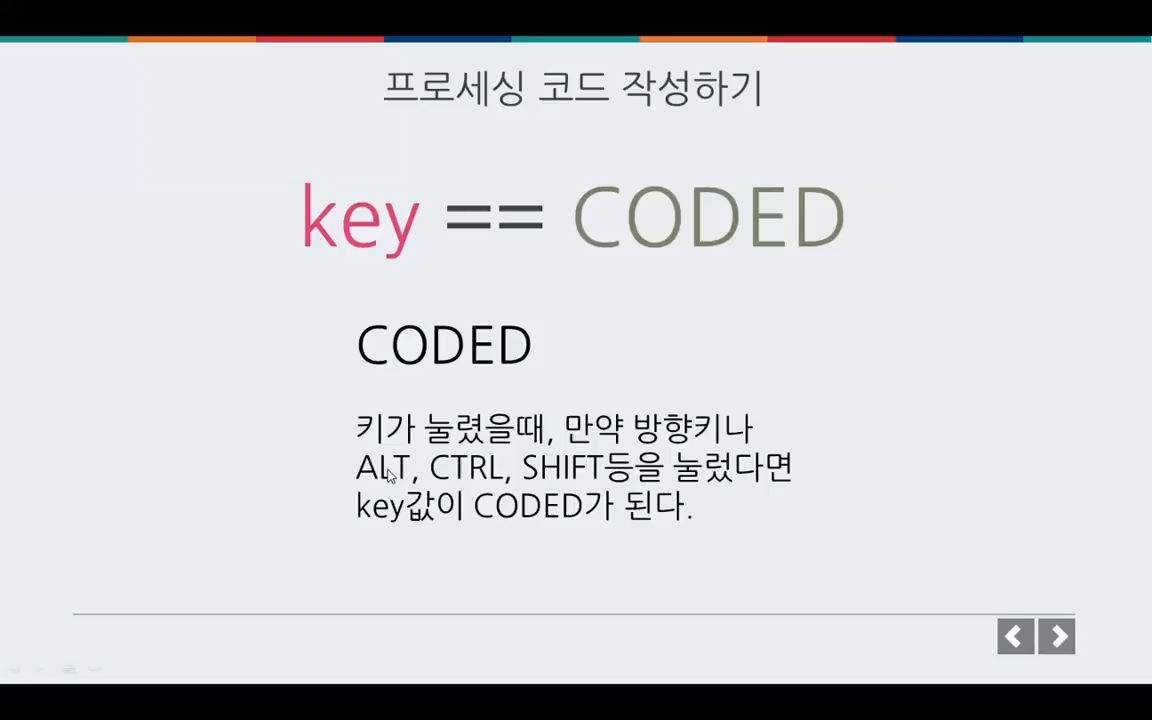 프로세싱 코드 작성하기
key == CODED
CODED
키가 눌렸을때, 만약 방향키나
ALT, CTRL, SHIFT등을 눌렀다면
key값이 CODED가 된다.